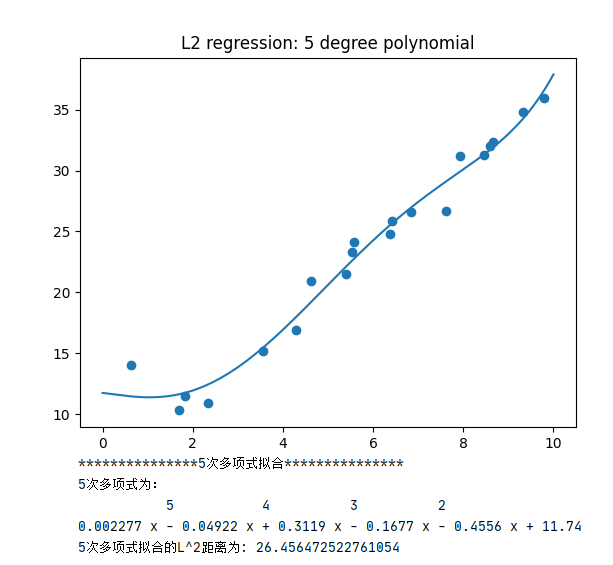 L2 regression: 5 degree polynomial
35
30
25
20
15
10
0 2 4 6 8 10
***************5次多项式拟合***************
5次多项式为:
5 4 3 2
0.002277 x - 0.04922 x + 0.3119 x - 0.1677 x - 0.4556 x + 11.74
5次多项式拟合的L^2距离为: 26.456472522761054